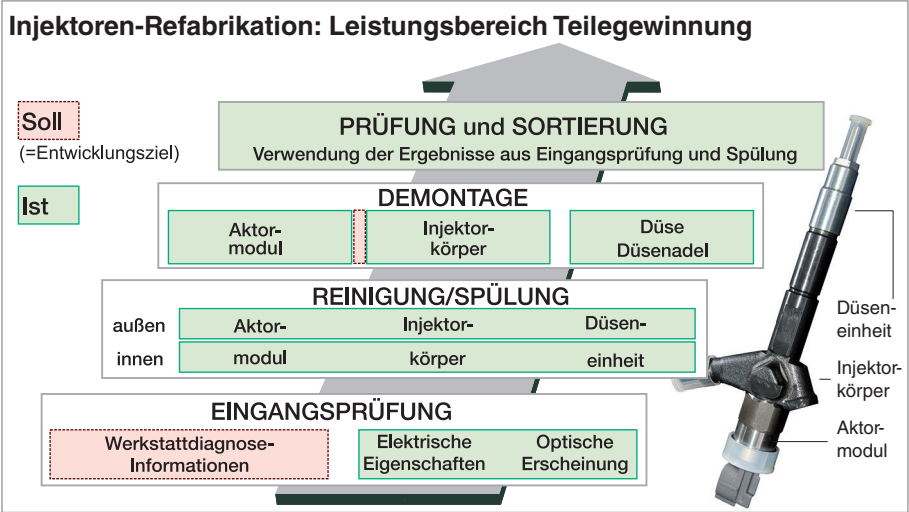 Injektoren-Refabrikation: Leistungsbereich Teilegewinnung
Soll
(=Entwicklungsziel)
Ist
PRÜFUNG und SORTIERUNG
Verwendung der Ergebnisse aus Eingangsprüfung und Spülung
DEMONTAGE
Aktor-
modul
Injektor-
körper
Düse
Düsenadel
REINIGUNG/SPÜLUNG
außen Aktor- Injektor- Düsen-
innen modul körper einheit
EINGANGSPRÜFUNG
Werkstattdiagnose-
Informationen
Elektrische
Eigenschaften
Optische
Erscheinung
Düsen-
einheit
Injektor-
körper
Aktor-
modul